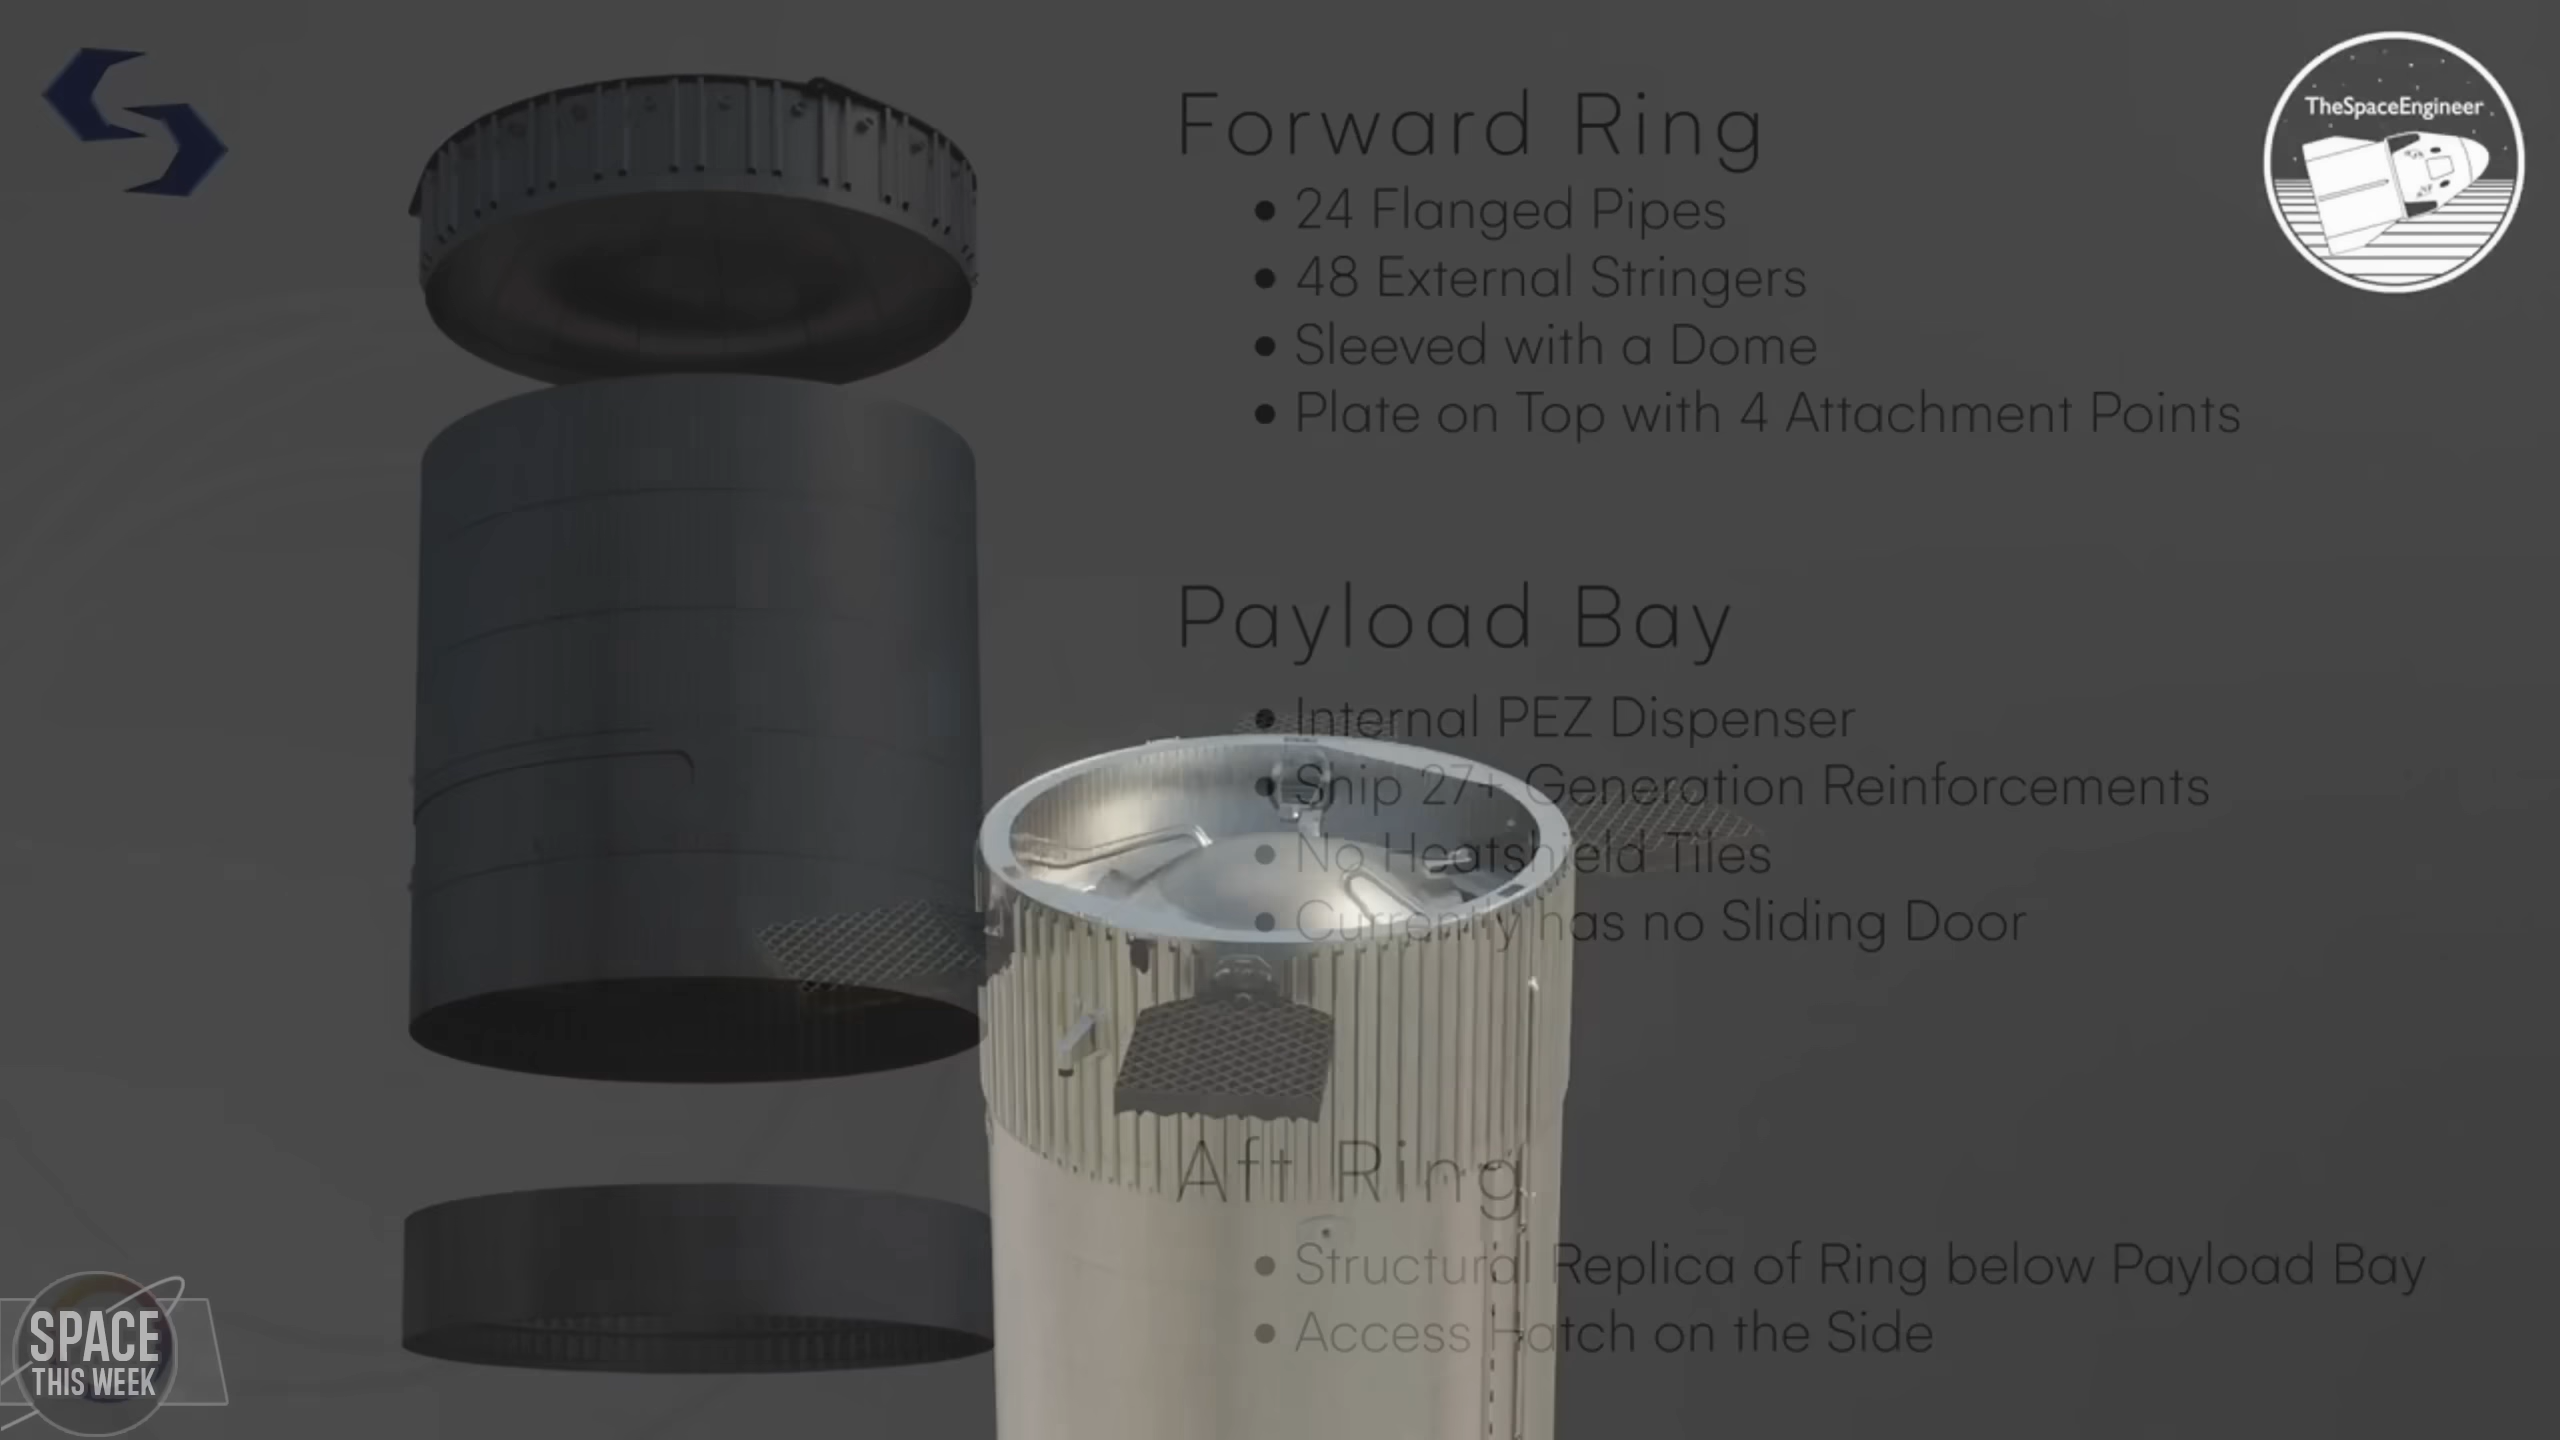 TheSpaceEngineer
Forward Ring
• 24 Flanged Pipes
• 48 External Stringers
• Sleeved with a Dome
• Plate on Top with 4 Attachment Points
Payload Bay
• Internal PEZ Dispenser
• Ship 27+ Generation Reinforcements
• No Heatshield Tiles
• Currently has no Sliding Door
Aft Ring
• Structural Replica of Ring below Payload Bay
• Access Hatch on the Side
SPACE
THIS WEEK